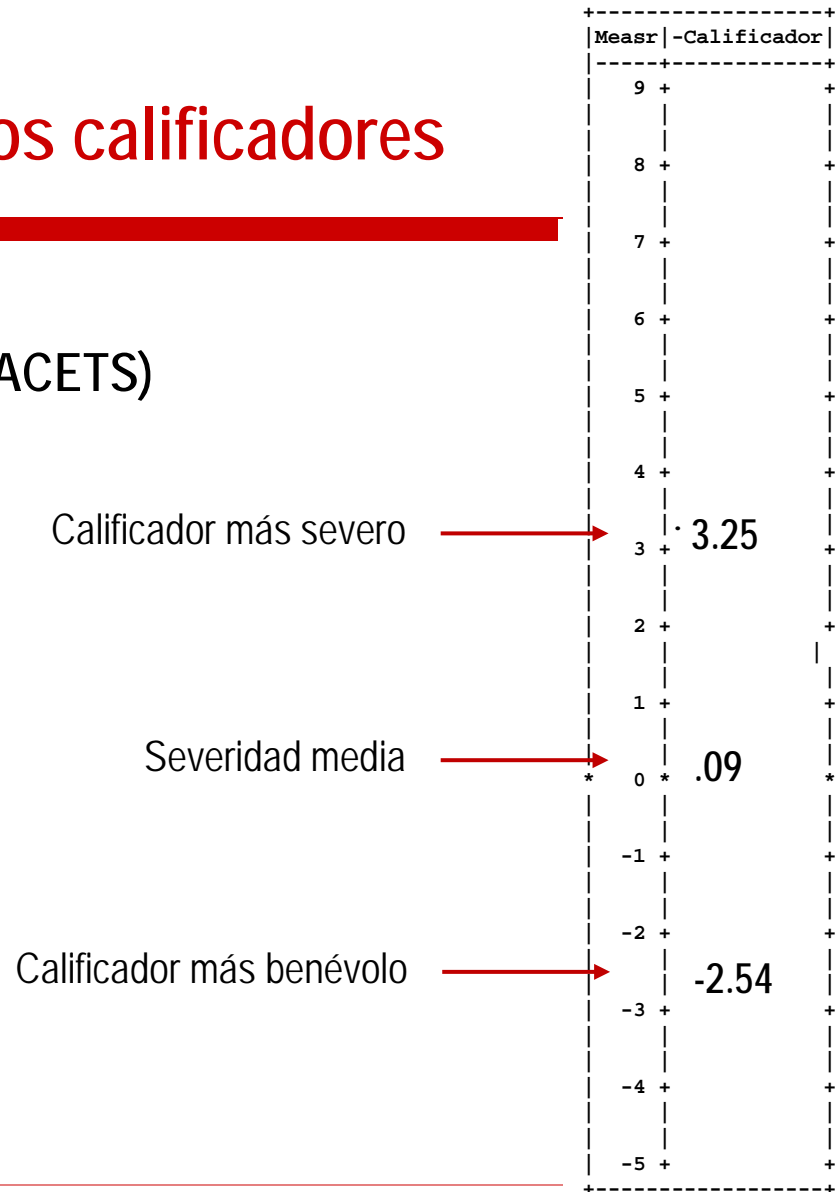 os calificadores
ACETS)
Calificador más severo
Severidad media
Calificador más benévolo
+-------------------+
|Measr|-Calificador|
|-----+------------+
| 9 + +
| 8 + +
| 7 + +
| 6 + +
| 5 + +
| 4 + +
· 3.25
| 3 + +
| 2 + +
| 1 + +
.09
* 0 * *
| -1 + +
| -2 + +
-2.54
| -3 + +
| -4 + +
| -5 + +
+-------------------+